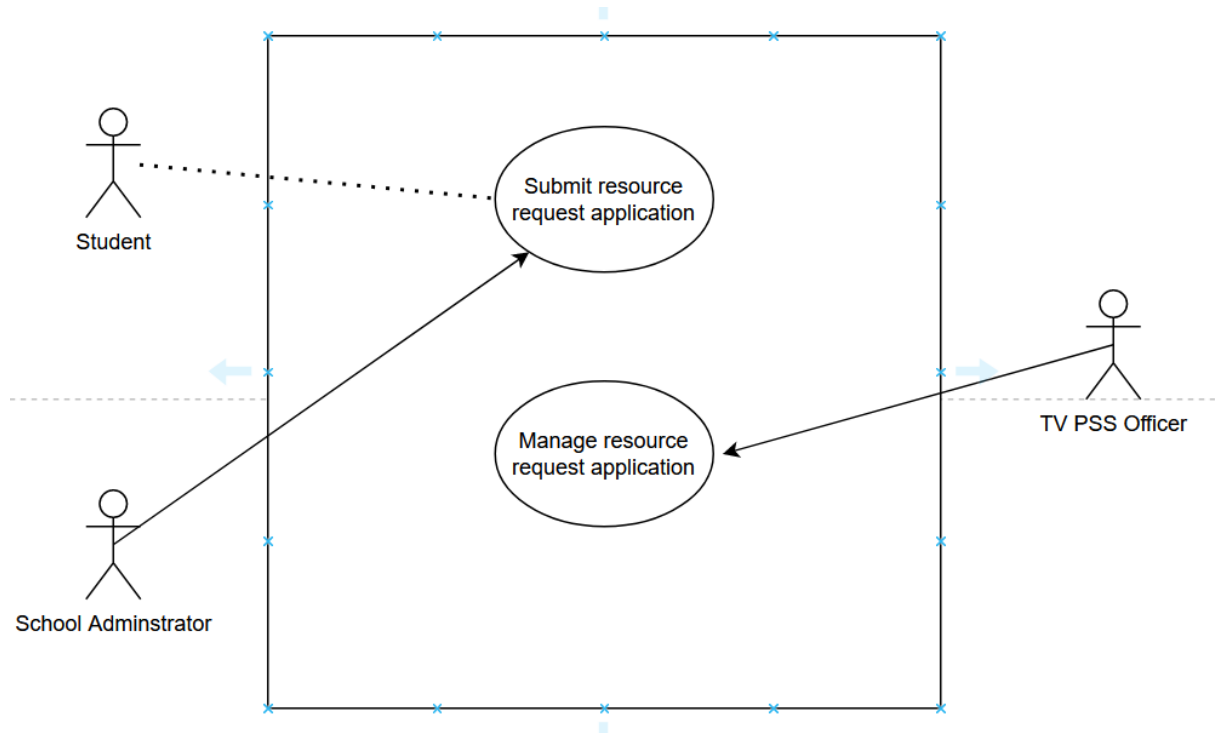 Submit resource
request application
Student
Manage resource
request application
TV PSS Officer
School Adminstrator